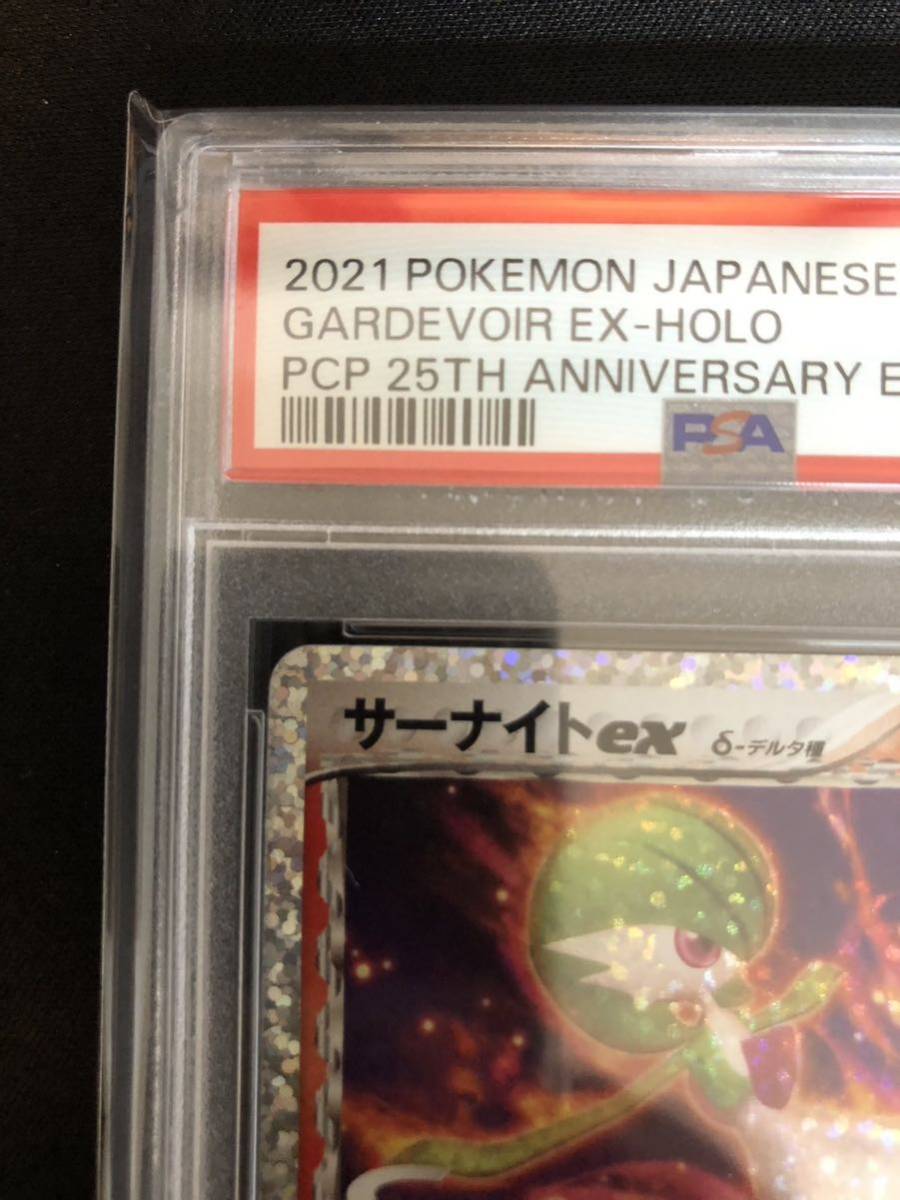 2021 POKEMON JAPANESE
GARDEVOIR EX-HOLO
PCP 25TH ANNIVERSARY E
PSA
サーナイトex δ-デルタ種